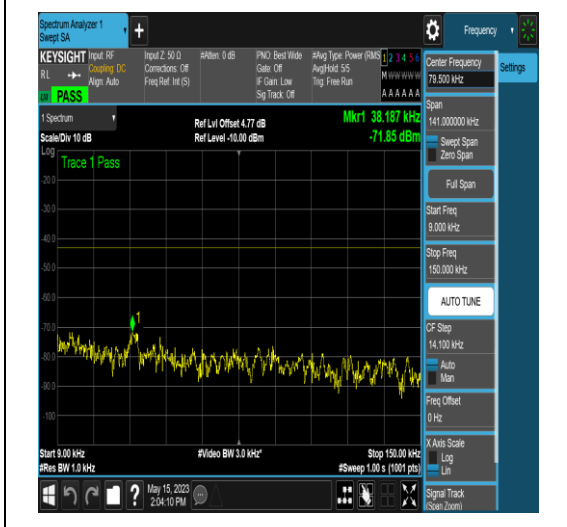 Spectrum Analyzer 1
Swept SA
+
Frequency
KEYSIGHT
RL
PASS
Input: RF
Coupling: DC
Align: Auto
Input Z: 50 Ω
Corrections: Off
Freq Ref: Int (S)
#Atten: 0 dB
PNO: Best Wide
Gate: Off
IF Gain: Low
Sig Track: Off
#Avg Type: Power (RMS)
Avg|Hold: 5/5
Trig: Free Run
1 2 3 4 5 6
M W W W W W
A A A A A A
Center Frequency
79.500 kHz
Settings
Span
141.000000 kHz
Swept Span
Zero Span
Full Span
Start Freq
9.000 kHz
Stop Freq
150.000 kHz
AUTO TUNE
CF Step
14.100 kHz
Auto
Man
Freq Offset
0 Hz
X Axis Scale
Log
Lin
Signal Track
(Span Zoom)
1 Spectrum
Scale/Div 10 dB
Ref Lvl Offset 4.77 dB
Ref Level -10.00 dBm
Mkr1 38.187 kHz
-71.85 dBm
Log
Trace 1 Pass
-20.0
-30.0
-40.0
-50.0
-60.0
-70.0
-80.0
-90.0
-100
1
Start 9.00 kHz
#Res BW 1.0 kHz
#Video BW 3.0 kHz*
Stop 150.00 kHz
#Sweep 1.00 s (1001 pts)
?
May 15, 2023
2:04:10 PM